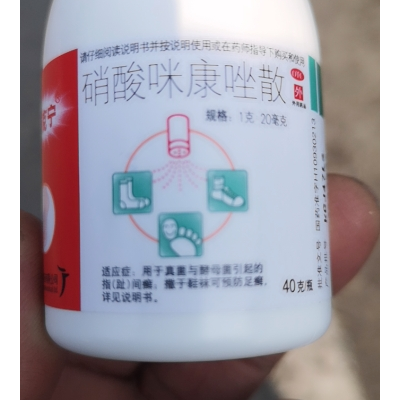 请仔细阅读说明书并按说明使用或在药师指导下购买和使用
硝酸咪康唑散
OTC
外
规格：1克 20毫克
宁
适应症：用于真菌与酵母菌引起的
指(趾)间癣，撒于鞋袜可预防足癣。
详见说明书。
40克/瓶